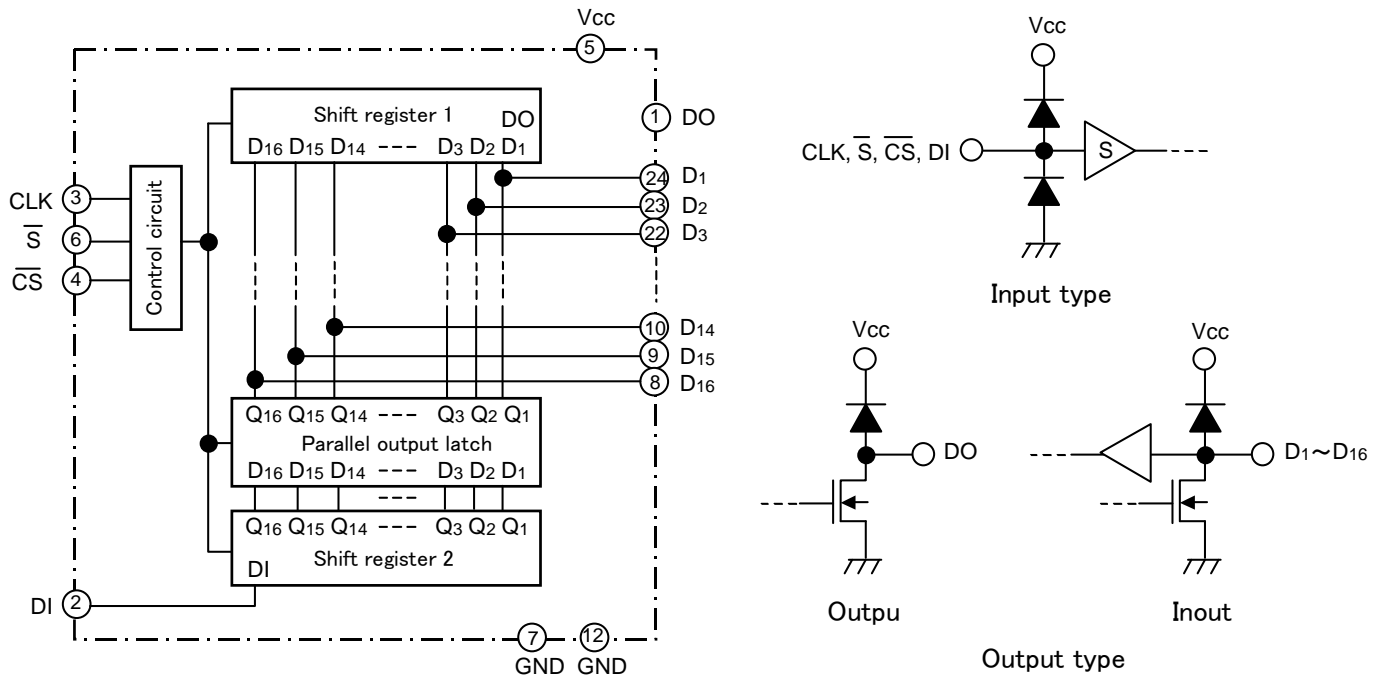 Vcc
5
Shift register 1
DO
D16 D15 D14 --- D3 D2 D1
1 DO
24 D1
23 D2
22 D3
CLK 3
S̅ 6
C̅S̅ 4
Control circuit
10 D14
9 D15
8 D16
Q16 Q15 Q14 --- Q3 Q2 Q1
Parallel output latch
D16 D15 D14 --- D3 D2 D1
---
Q16 Q15 Q14 --- Q3 Q2 Q1
Shift register 2
DI
DI 2
7 12
GND GND
Vcc
CLK, S̅, C̅S̅, DI
S
Input type
Vcc
DO
Outpu
Vcc
D1～D16
Inout
Output type